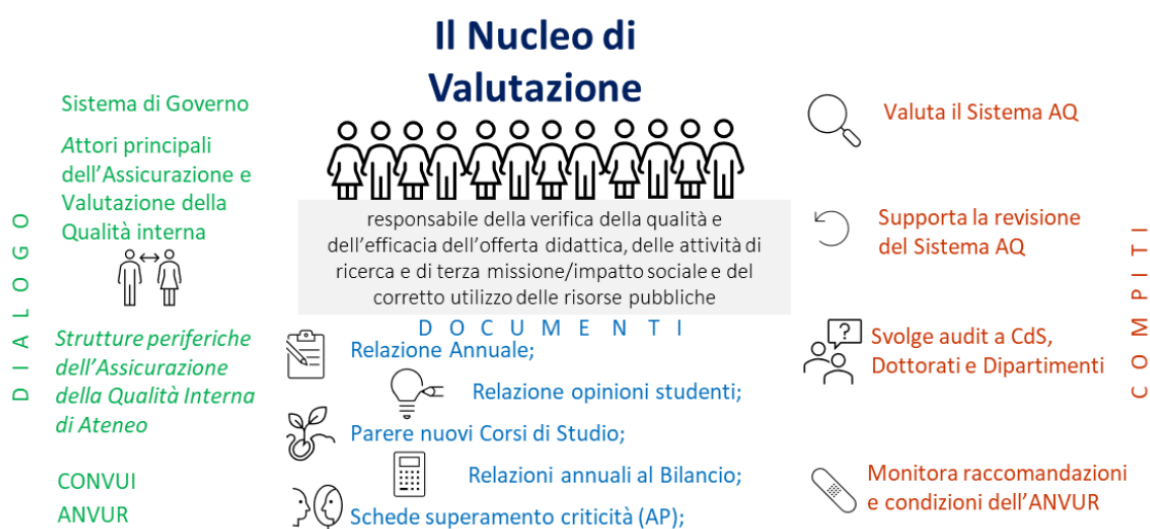 Il Nucleo di
Valutazione
responsabile della verifica della qualità e
dell'efficacia dell'offerta didattica, delle attività di
ricerca e di terza missione/impatto sociale e del
corretto utilizzo delle risorse pubbliche
DIALOGO
Sistema di Governo
Attori principali
dell'Assicurazione e
Valutazione della
Qualità interna
Strutture periferiche
dell'Assicurazione
della Qualità Interna
di Ateneo
CONVUI
ANVUR
DOCUMENTI
Relazione Annuale;
Relazione opinioni studenti;
Parere nuovi Corsi di Studio;
Relazioni annuali al Bilancio;
Schede superamento criticità (AP);
COMPITI
Valuta il Sistema AQ
Supporta la revisione
del Sistema AQ
?
Svolge audit a CdS,
Dottorati e Dipartimenti
Monitora raccomandazioni
e condizioni dell'ANVUR